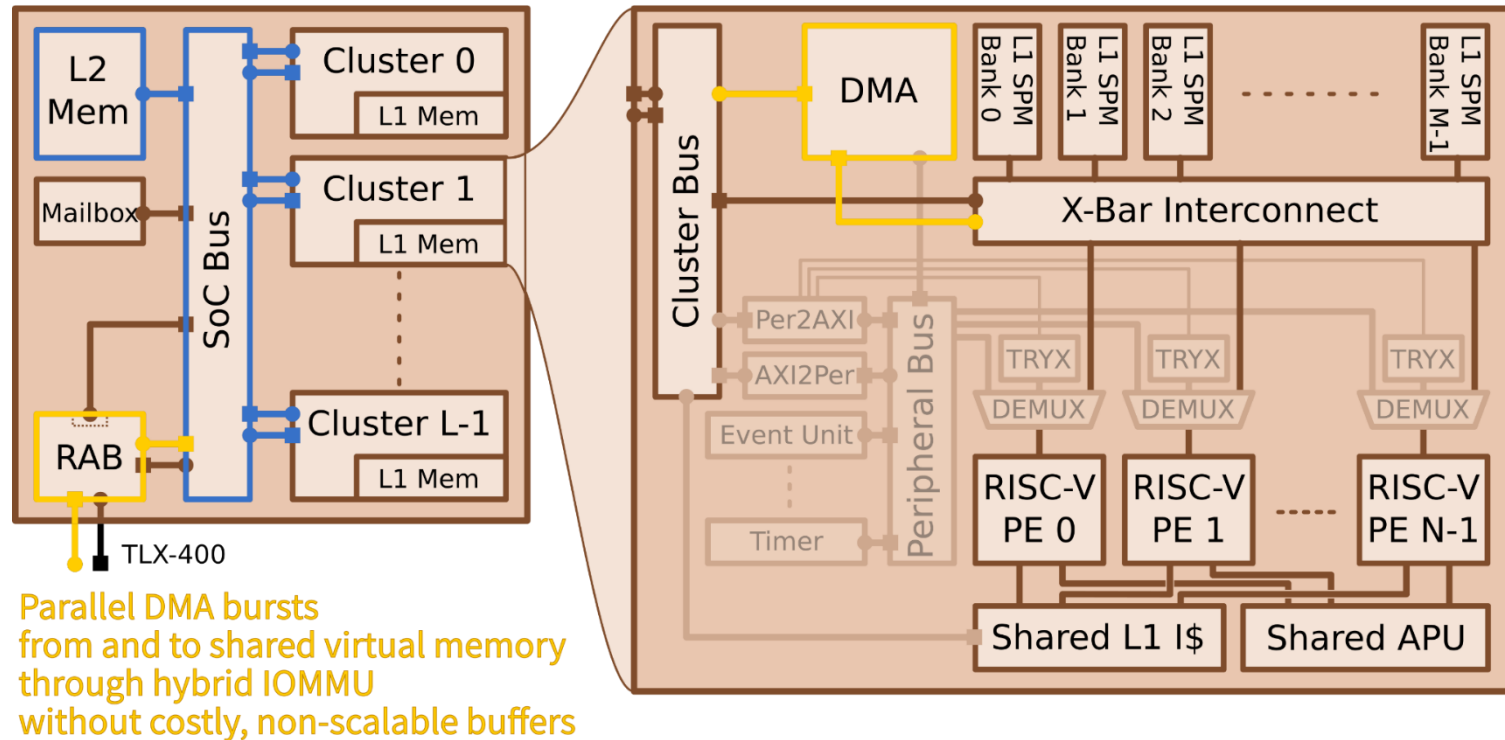 L2
Mem
Mailbox
SoC Bus
RAB
Cluster 0
L1 Mem
Cluster 1
L1 Mem
Cluster L-1
L1 Mem
TLX-400
Parallel DMA bursts
from and to shared virtual memory
through hybrid IOMMU
without costly, non-scalable buffers
Cluster Bus
DMA
L1 SPM
Bank 0
L1 SPM
Bank 1
L1 SPM
Bank 2
L1 SPM
Bank M-1
X-Bar Interconnect
Per2AXI
AXI2Per
Event Unit
Timer
Peripheral Bus
TRYX
TRYX
TRYX
DEMUX
DEMUX
DEMUX
RISC-V
PE 0
RISC-V
PE 1
RISC-V
PE N-1
Shared L1 I$
Shared APU